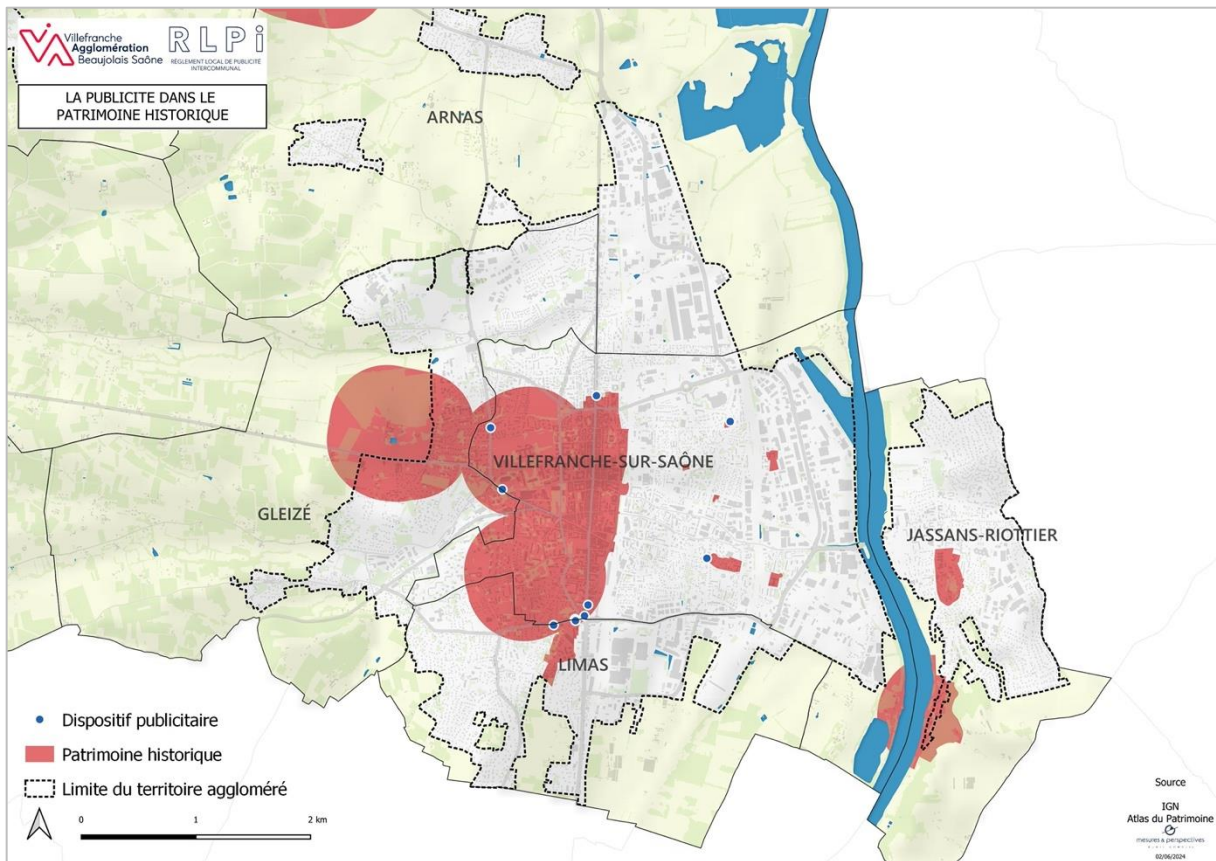 Villefranche
Agglomération
Beaujolais Saône
RLPi
RÈGLEMENT LOCAL DE PUBLICITÉ
INTERCOMMUNAL
LA PUBLICITE DANS LE
PATRIMOINE HISTORIQUE
ARNAS
VILLEFRANCHE-SUR-SAÔNE
GLEIZÉ
JASSANS-RIOTTIER
LIMAS
Dispositif publicitaire
Patrimoine historique
Limite du territoire aggloméré
0 1 2 km
Source
IGN
Atlas du Patrimoine
mesures & perspectives
02/06/2024